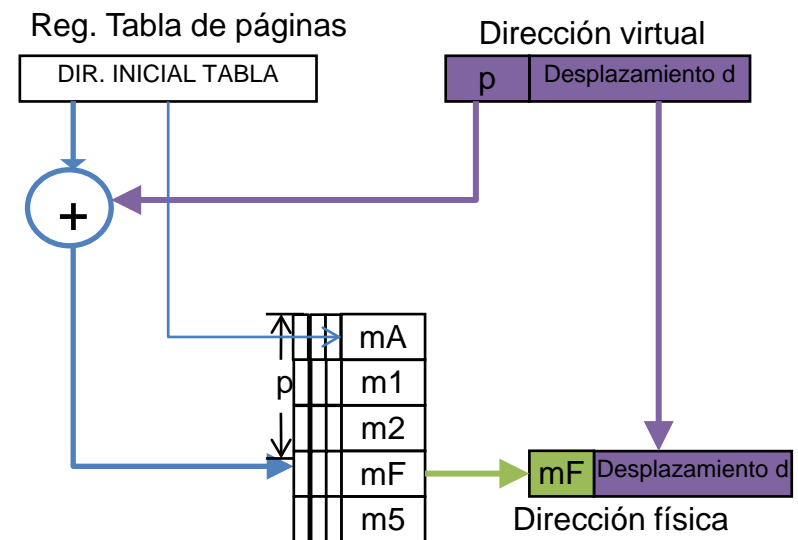 Reg. Tabla de páginas
Dirección virtual
DIR. INICIAL TABLA
p
Desplazamiento d
+
mA
p
m1
m2
mF
mF
Desplazamiento d
m5
Dirección física